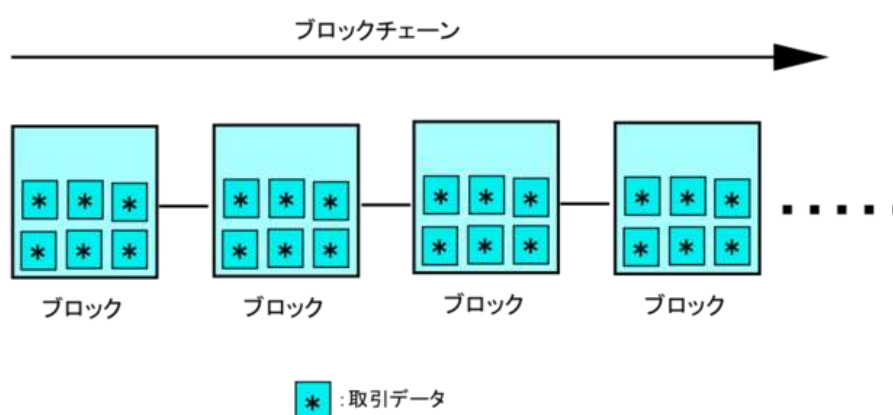 ブロックチェーン
* * * * * * * * * * * *
* * * * * * * * * * * *
ブロック ブロック ブロック ブロック
* :取引データ